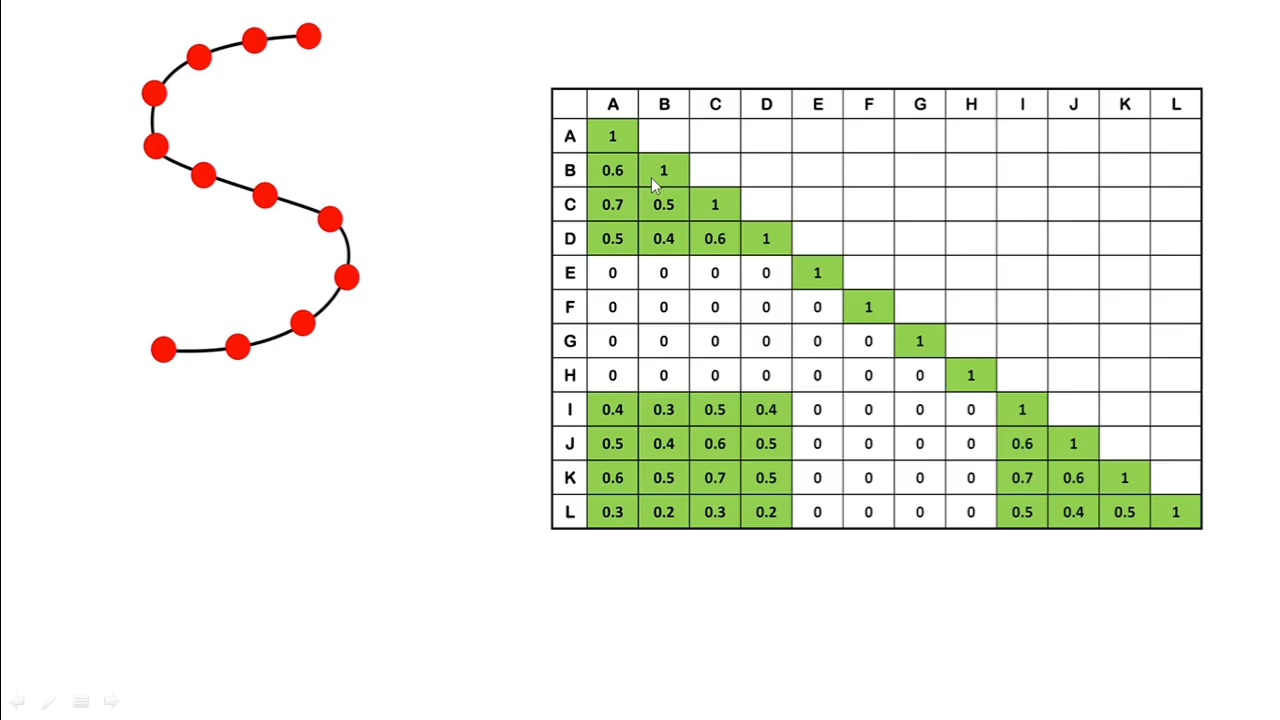 A B C D E F G H I J K L
A 1
B 0.6 1
C 0.7 0.5 1
D 0.5 0.4 0.6 1
E 0 0 0 0 1
F 0 0 0 0 0 1
G 0 0 0 0 0 0 1
H 0 0 0 0 0 0 0 1
I 0.4 0.3 0.5 0.4 0 0 0 0 1
J 0.5 0.4 0.6 0.5 0 0 0 0 0.6 1
K 0.6 0.5 0.7 0.5 0 0 0 0 0.7 0.6 1
L 0.3 0.2 0.3 0.2 0 0 0 0 0.5 0.4 0.5 1